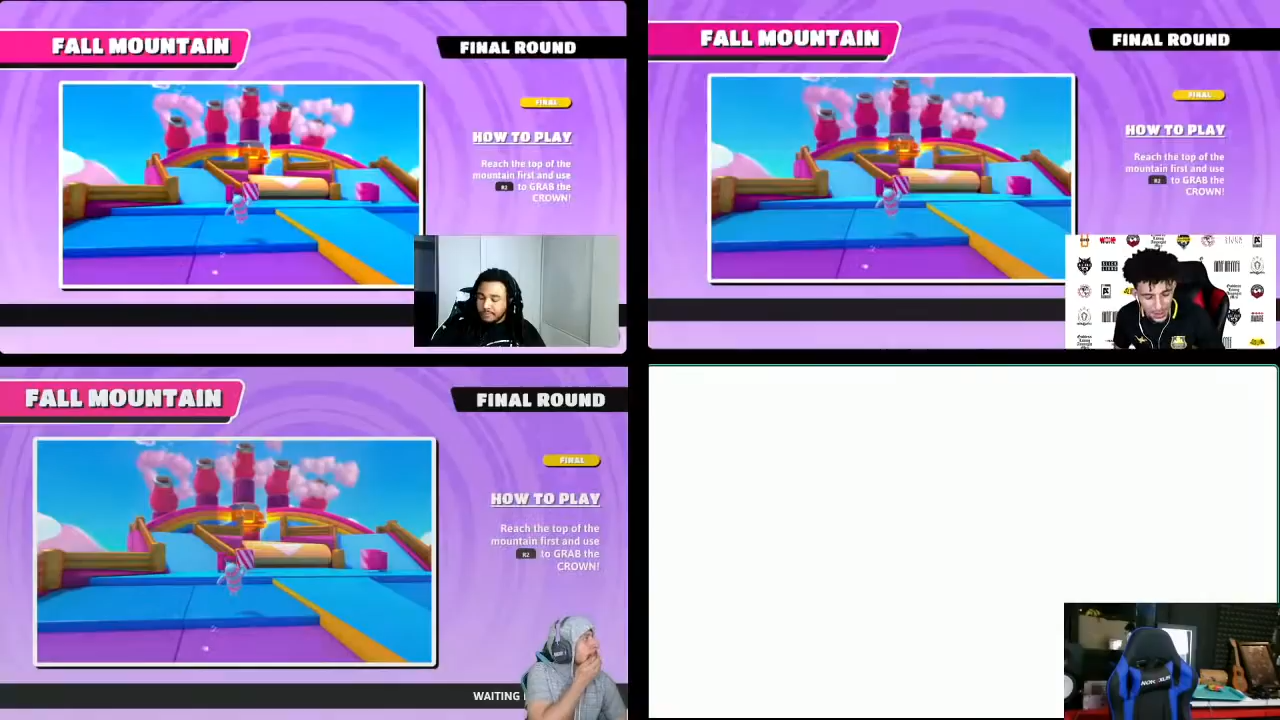 FALL MOUNTAIN
FINAL ROUND
FINAL
HOW TO PLAY
Reach the top of the
mountain first and use
R2 to GRAB the
CROWN!
FALL MOUNTAIN
FINAL ROUND
FINAL
HOW TO PLAY
Reach the top of the
mountain first and use
R2 to GRAB the
CROWN!
FALL MOUNTAIN
FINAL ROUND
FINAL
HOW TO PLAY
Reach the top of the
mountain first and use
R2 to GRAB the
CROWN!
WAITING